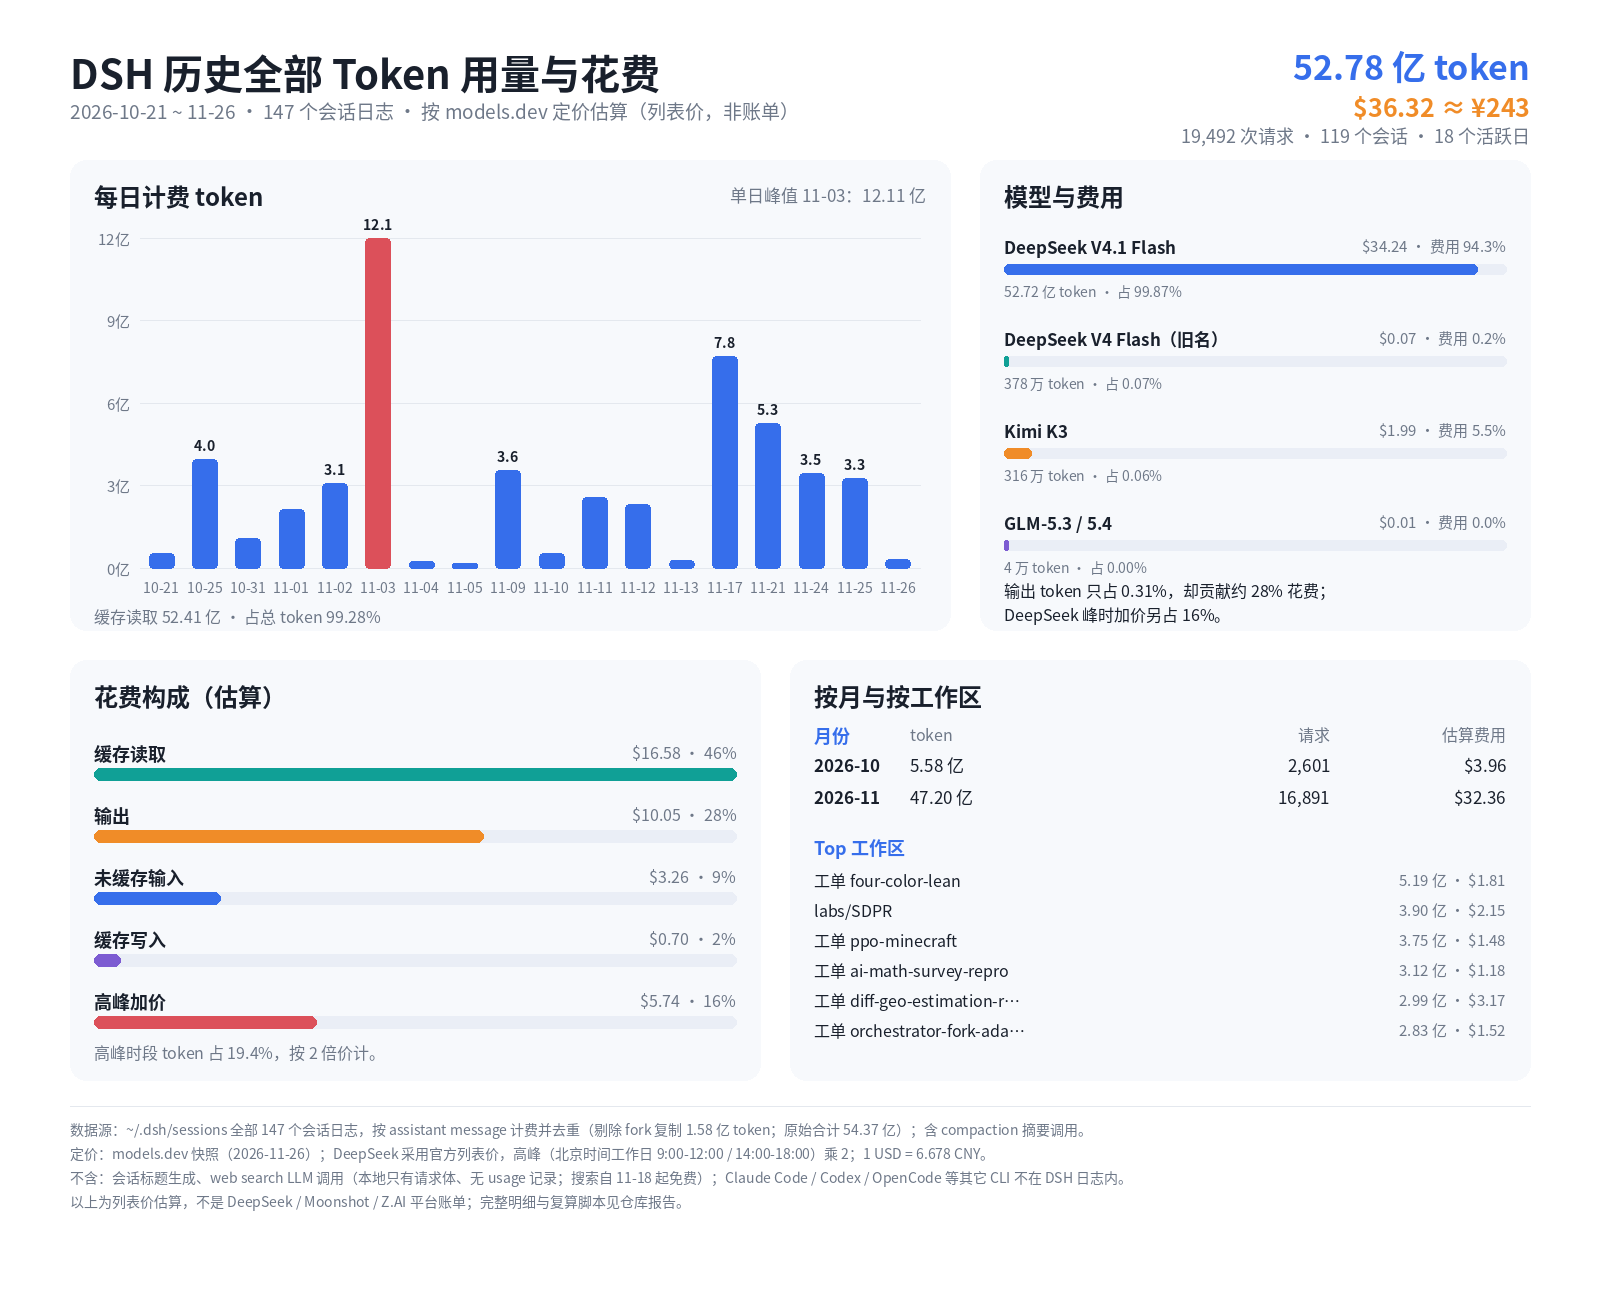 DSH 历史全部 Token 用量与花费
2026-10-21 ~ 11-26 · 147 个会话日志 · 按 models.dev 定价估算（列表价，非账单）
52.78 亿 token
$36.32 ≈ ¥243
19,492 次请求 · 119 个会话 · 18 个活跃日
每日计费 token
单日峰值 11-03：12.11 亿
12亿
9亿
6亿
3亿
0亿
4.0
3.1
12.1
3.6
7.8
5.3
3.5
3.3
10-21 10-25 10-31 11-01 11-02 11-03 11-04 11-05 11-09 11-10 11-11 11-12 11-13 11-17 11-21 11-24 11-25 11-26
缓存读取 52.41 亿 · 占总 token 99.28%
模型与费用
DeepSeek V4.1 Flash $34.24 · 费用 94.3%
52.72 亿 token · 占 99.87%
DeepSeek V4 Flash（旧名） $0.07 · 费用 0.2%
378 万 token · 占 0.07%
Kimi K3 $1.99 · 费用 5.5%
316 万 token · 占 0.06%
GLM-5.3 / 5.4 $0.01 · 费用 0.0%
4 万 token · 占 0.00%
输出 token 只占 0.31%，却贡献约 28% 花费；
DeepSeek 峰时加价另占 16%。
花费构成（估算）
缓存读取 $16.58 · 46%
输出 $10.05 · 28%
未缓存输入 $3.26 · 9%
缓存写入 $0.70 · 2%
高峰加价 $5.74 · 16%
高峰时段 token 占 19.4%，按 2 倍价计。
按月与按工作区
月份 token 请求 估算费用
2026-10 5.58 亿 2,601 $3.96
2026-11 47.20 亿 16,891 $32.36
Top 工作区
工单 four-color-lean 5.19 亿 · $1.81
labs/SDPR 3.90 亿 · $2.15
工单 ppo-minecraft 3.75 亿 · $1.48
工单 ai-math-survey-repro 3.12 亿 · $1.18
工单 diff-geo-estimation-r… 2.99 亿 · $3.17
工单 orchestrator-fork-ada… 2.83 亿 · $1.52
数据源：~/.dsh/sessions 全部 147 个会话日志，按 assistant message 计费并去重（剔除 fork 复制 1.58 亿 token；原始合计 54.37 亿）；含 compaction 摘要调用。
定价：models.dev 快照（2026-11-26）；DeepSeek 采用官方列表价，高峰（北京时间工作日 9:00-12:00 / 14:00-18:00）乘 2；1 USD = 6.678 CNY。
不含：会话标题生成、web search LLM 调用（本地只有请求体、无 usage 记录；搜索自 11-18 起免费）；Claude Code / Codex / OpenCode 等其它 CLI 不在 DSH 日志内。
以上为列表价估算，不是 DeepSeek / Moonshot / Z.AI 平台账单；完整明细与复算脚本见仓库报告。